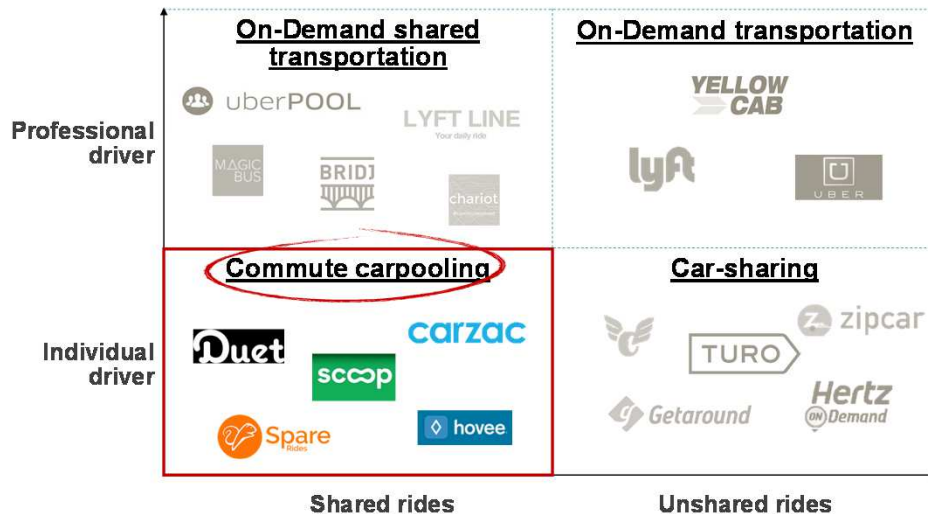 On-Demand shared
transportation
On-Demand transportation
Professional
driver
uberPOOL
LYFT LINE
Your daily ride
MAGIC
BUS
BRIDJ
chariot
YELLOW
CAB
lyft
UBER
Individual
driver
Commute carpooling
Duet
carzac
scoop
Spare
Rides
hovee
Car-sharing
zipcar
TURO
Getaround
Hertz
ON Demand
Shared rides
Unshared rides